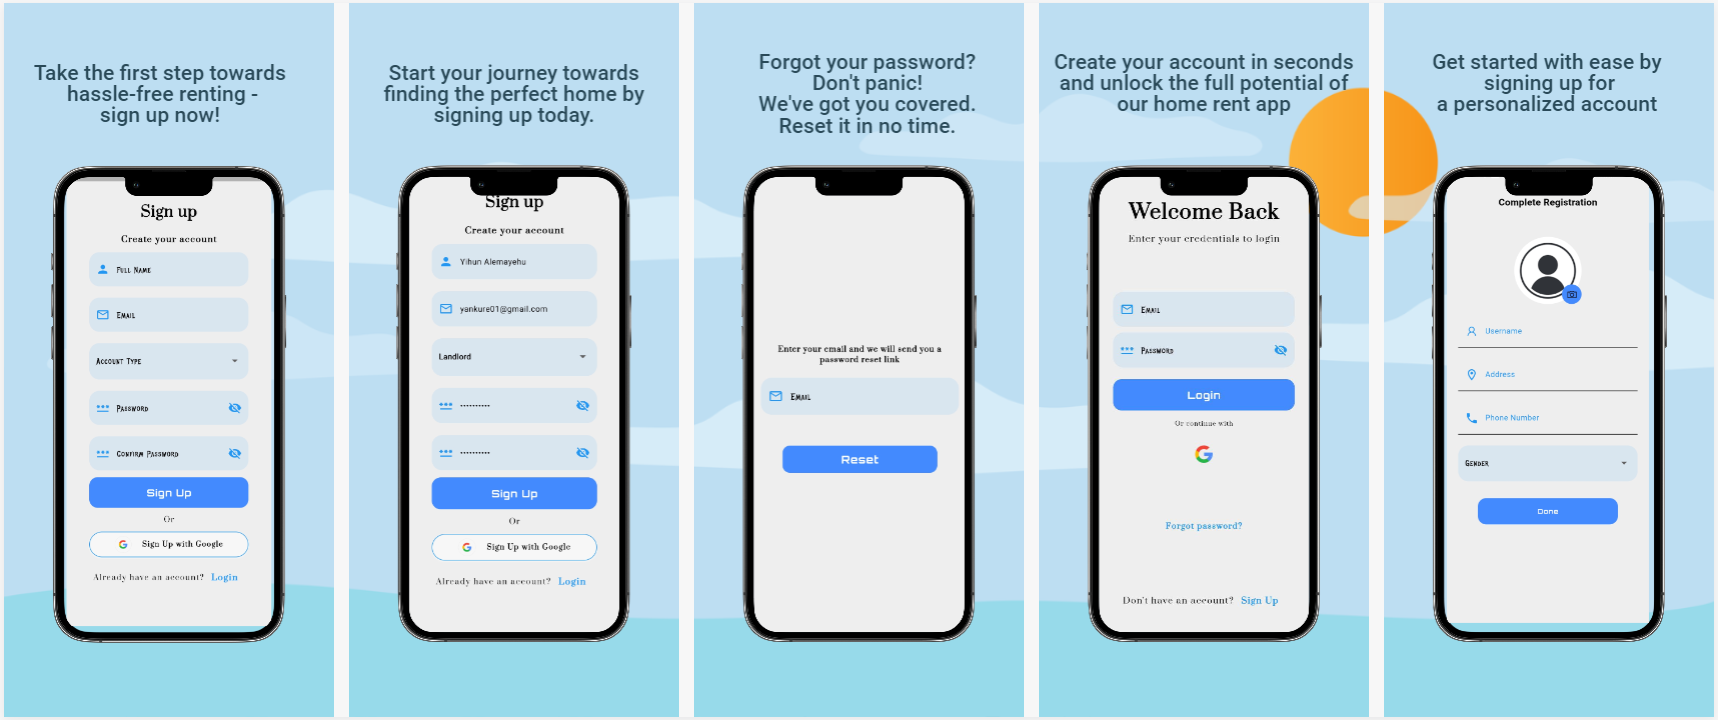 Take the first step towards
hassle-free renting -
sign up now!
Sign up
Create your account
Full Name
Email
Account Type
Password
Confirm Password
Sign Up
Or
Sign Up with Google
Already have an account? Login
Start your journey towards
finding the perfect home by
signing up today.
Sign up
Create your account
Yihun Alemayehu
yankure01@gmail.com
Landlord
Sign Up
Or
Sign Up with Google
Already have an account? Login
Forgot your password?
Don't panic!
We've got you covered.
Reset it in no time.
Enter your email and we will send you a
password reset link
Email
Reset
Create your account in seconds
and unlock the full potential of
our home rent app
Welcome Back
Enter your credentials to login
Email
Password
Login
Or continue with
Forgot password?
Don't have an account? Sign Up
Get started with ease by
signing up for
a personalized account
Complete Registration
Username
Address
Phone Number
Gender
Done